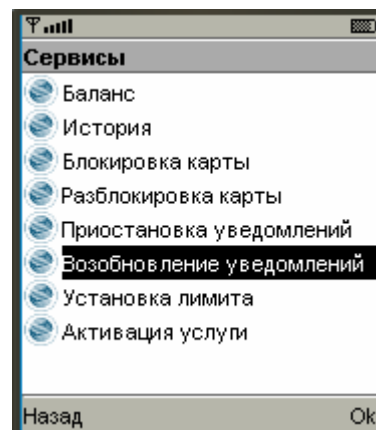 Сервисы
Баланс
История
Блокировка карты
Разблокировка карты
Приостановка уведомлений
Возобновление уведомлений
Установка лимита
Активация услуги
Назад Ok